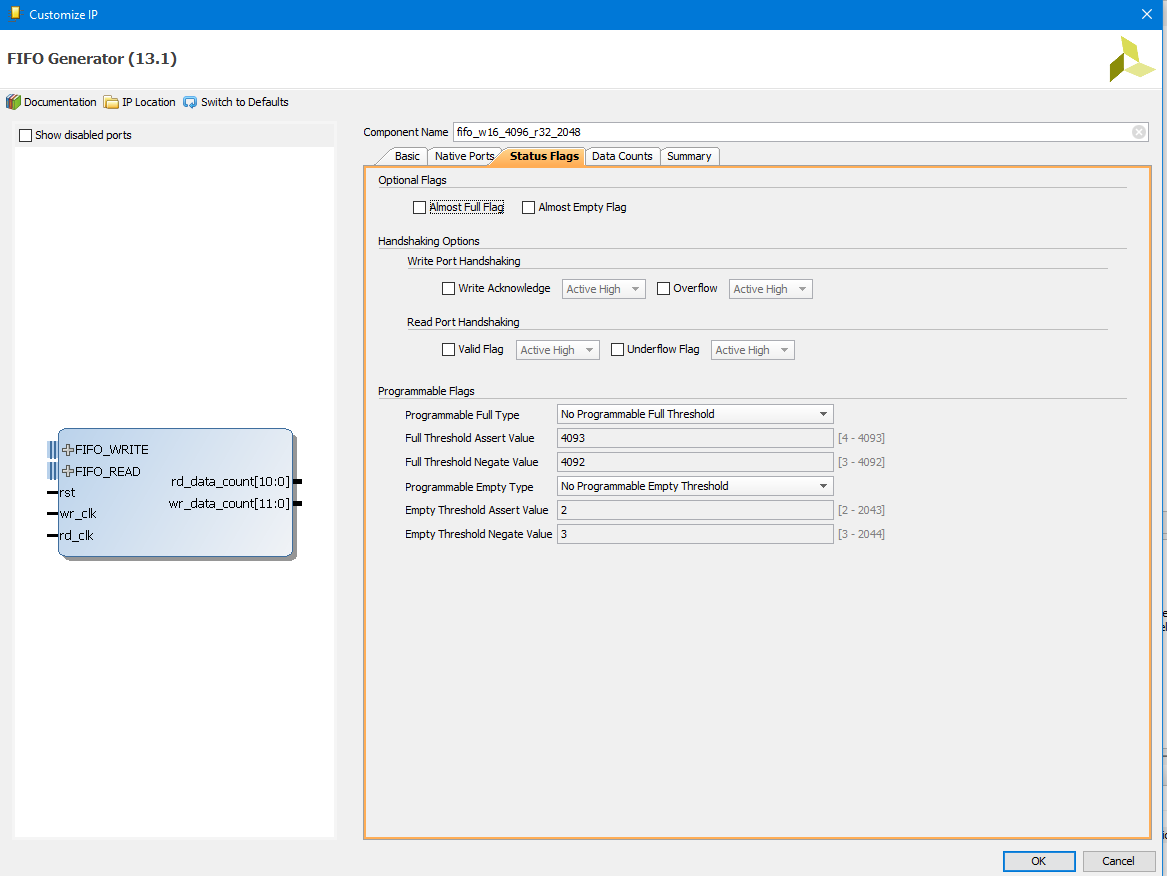 Customize IP
FIFO Generator (13.1)
Documentation IP Location Switch to Defaults
Show disabled ports
FIFO_WRITE
FIFO_READ
rst
wr_clk
rd_clk
rd_data_count[10:0]
wr_data_count[11:0]
Component Name fifo_w16_4096_r32_2048
Basic Native Ports Status Flags Data Counts Summary
Optional Flags
Almost Full Flag Almost Empty Flag
Handshaking Options
Write Port Handshaking
Write Acknowledge Active High Overflow Active High
Read Port Handshaking
Valid Flag Active High Underflow Flag Active High
Programmable Flags
Programmable Full Type No Programmable Full Threshold
Full Threshold Assert Value 4093 [4 - 4093]
Full Threshold Negate Value 4092 [3 - 4092]
Programmable Empty Type No Programmable Empty Threshold
Empty Threshold Assert Value 2 [2 - 2043]
Empty Threshold Negate Value 3 [3 - 2044]
OK Cancel